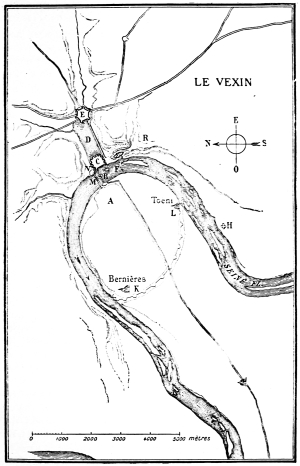 LE VEXIN
E
E
N
S
O
D
R
C
F
M
A
Toeni
L
H
SEINE FL.
Bernières
K
0 1000 2000 3000 4000 5000 mètres